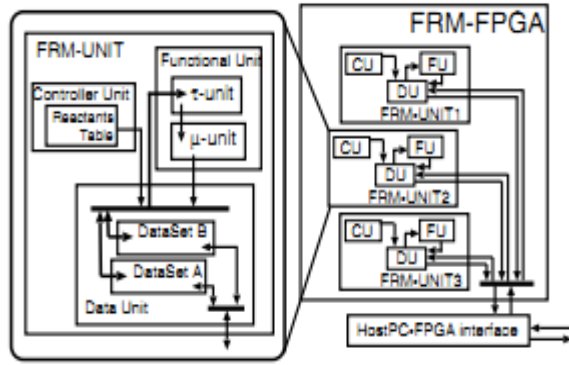 FRM-UNIT
Functional Unit
τ-unit
μ-unit
Controller Unit
Reactants
Table
DataSet B
DataSet A
Data Unit
FRM-FPGA
CU
FU
DU
FRM-UNIT1
CU
FU
DU
FRM-UNIT2
CU
FU
DU
FRM-UNIT3
HostPC-FPGA interface